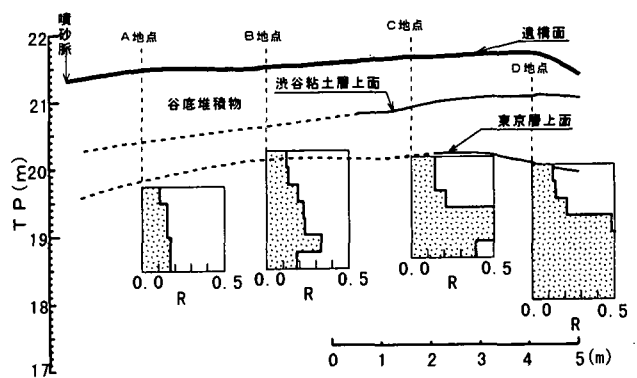 噴砂脈
A地点
B地点
C地点
遺構面
D地点
渋谷粘土層上面
谷底堆積物
東京層上面
TP(m)
22
21
20
19
18
17
0.0 0.5
R
0.0 0.5
R
0.0 0.5
R
0.0 0.5
R
0 1 2 3 4 5 (m)